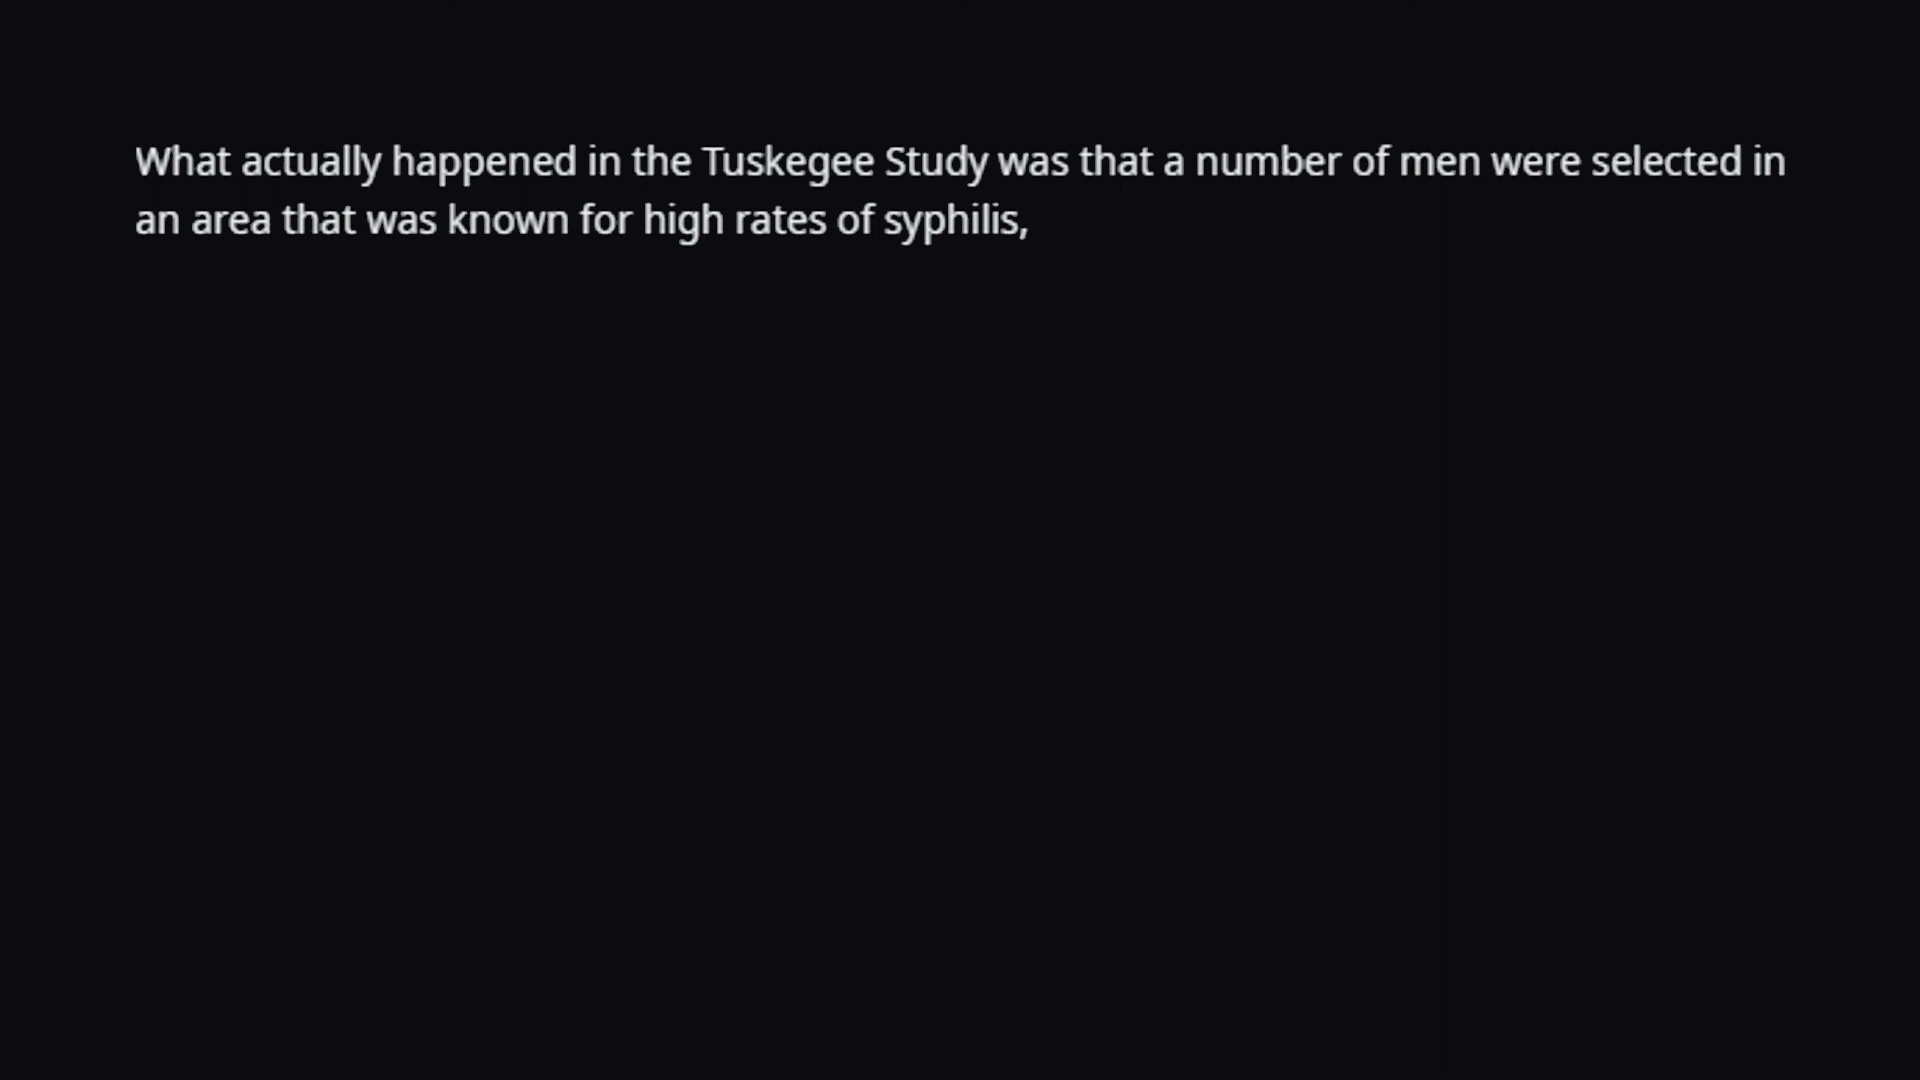 What actually happened in the Tuskegee Study was that a number of men were selected in
an area that was known for high rates of syphilis,